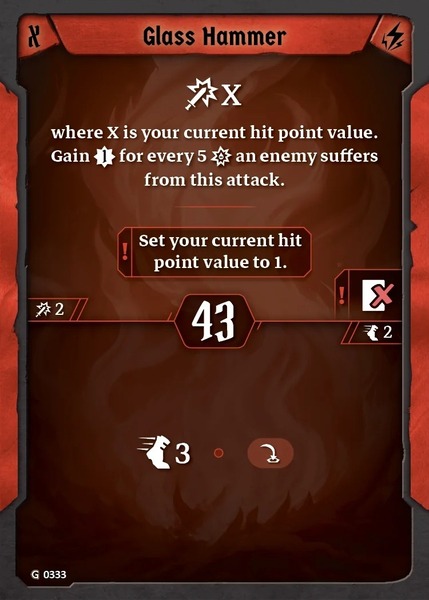 X
Glass Hammer
X
where X is your current hit point value.
Gain 1 for every 5 an enemy suffers
from this attack.
! Set your current hit
point value to 1.
!
2
43
2
3
G 0333